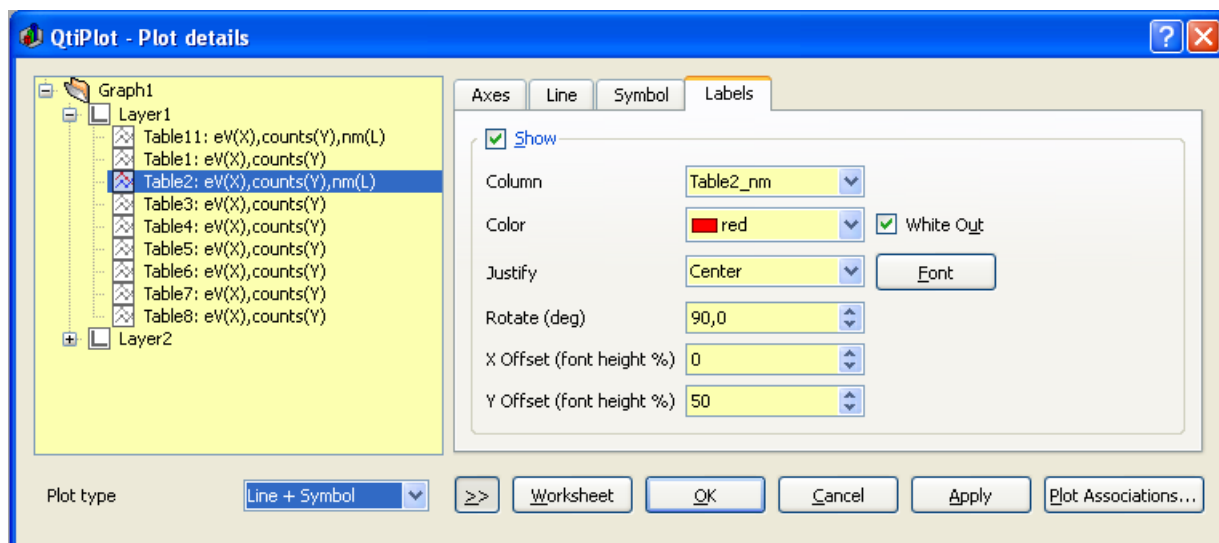 QtiPlot - Plot details
Graph1
Layer1
Table11: eV(X),counts(Y),nm(L)
Table1: eV(X),counts(Y)
Table2: eV(X),counts(Y),nm(L)
Table3: eV(X),counts(Y)
Table4: eV(X),counts(Y)
Table5: eV(X),counts(Y)
Table6: eV(X),counts(Y)
Table7: eV(X),counts(Y)
Table8: eV(X),counts(Y)
Layer2
Axes Line Symbol Labels
Show
Column Table2_nm
Color red White Out
Justify Center Font
Rotate (deg) 90,0
X Offset (font height %) 0
Y Offset (font height %) 50
Plot type Line + Symbol >> Worksheet OK Cancel Apply Plot Associations...